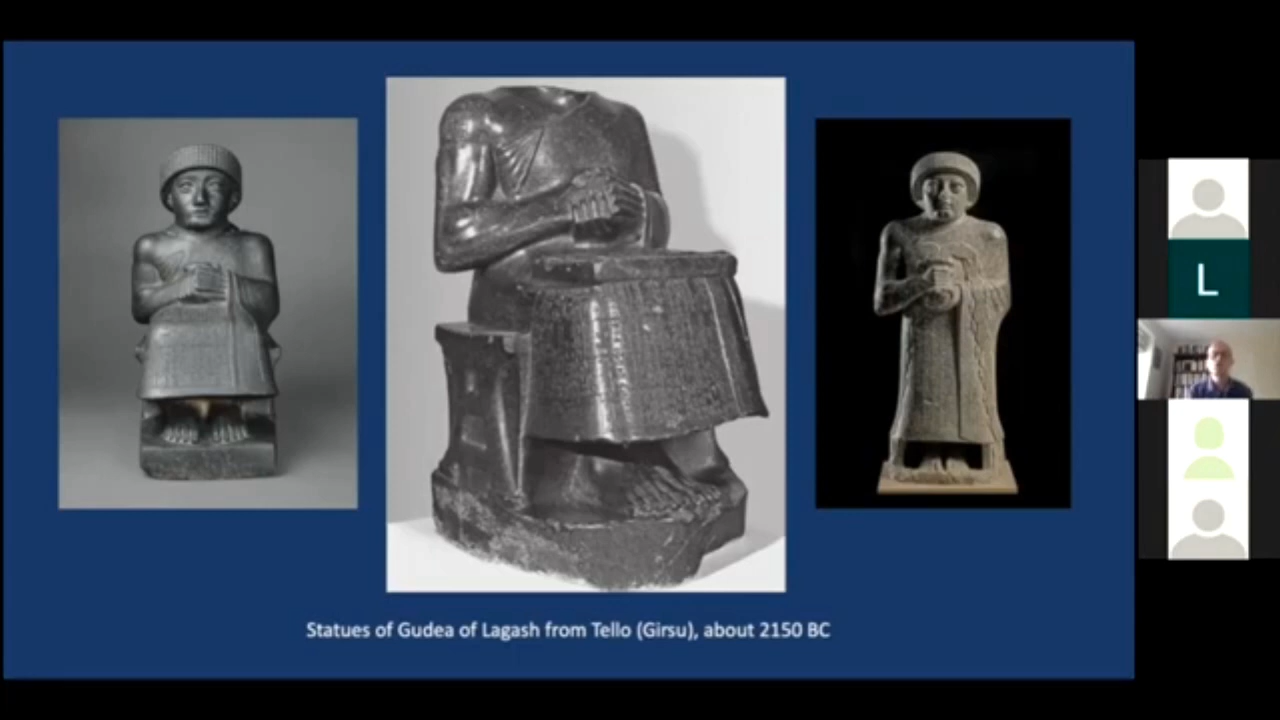 Statues of Gudea of Lagash from Tello (Girsu), about 2150 BC
L